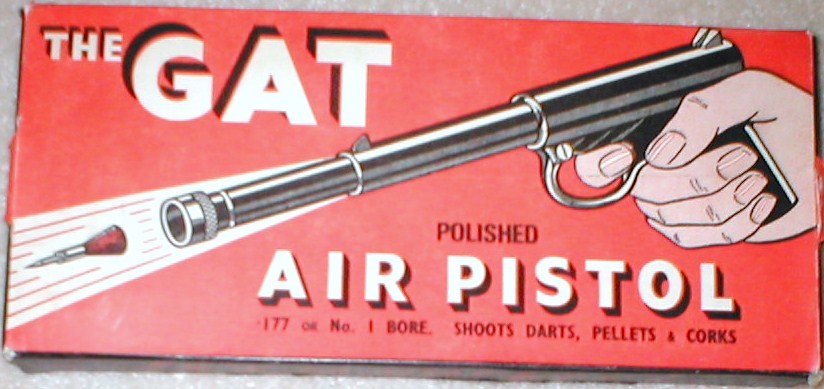 THE GAT
POLISHED
AIR PISTOL
·177 OR No. 1 BORE. SHOOTS DARTS, PELLETS & CORKS